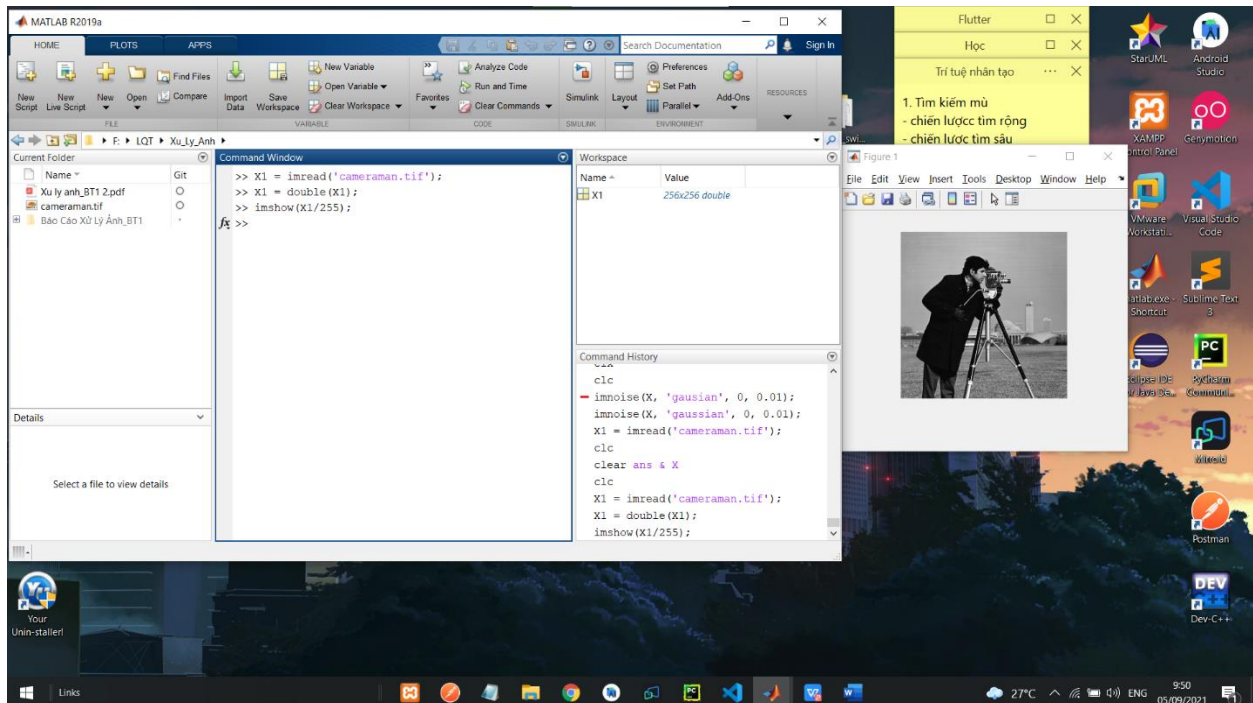 MATLAB R2019a
HOME PLOTS APPS
Search Documentation
Sign In
New Script
New Live Script
New
Open
Find Files
Compare
Import Data
Save Workspace
New Variable
Open Variable
Clear Workspace
Favorites
Analyze Code
Run and Time
Clear Commands
Simulink
Layout
Preferences
Set Path
Parallel
Add-Ons
RESOURCES
FILE VARIABLE CODE SIMULINK ENVIRONMENT
F: LQT Xu_Ly_Anh
Current Folder
Name Git
Xu ly anh_BT1 2.pdf
cameraman.tif
Báo Cáo Xử Lý Ảnh_BT1
Details
Select a file to view details
Command Window
>> X1 = imread('cameraman.tif');
>> X1 = double(X1);
>> imshow(X1/255);
fx >>
Workspace
Name Value
X1 256x256 double
Command History
clc
imnoise(X, 'gausian', 0, 0.01);
imnoise(X, 'gaussian', 0, 0.01);
X1 = imread('cameraman.tif');
clc
clear ans & X
clc
X1 = imread('cameraman.tif');
X1 = double(X1);
imshow(X1/255);
Flutter
Học
Trí tuệ nhân tạo
1. Tìm kiếm mù
- chiến lượcc tìm rộng
- chiến lược tìm sâu
Figure 1
File Edit View Insert Tools Desktop Window Help
StarUML
Android Studio
XAMPP
ontrol Panel
Genymotion
VMware
Workstati...
Visual Studio Code
atlab.exe - Shortcut
Sublime Text 3
PC
PyCharm Communi...
Postman
DEV
Dev-C++
Your Unin-staller!
Links
27°C
ENG
9:50
05/09/2021